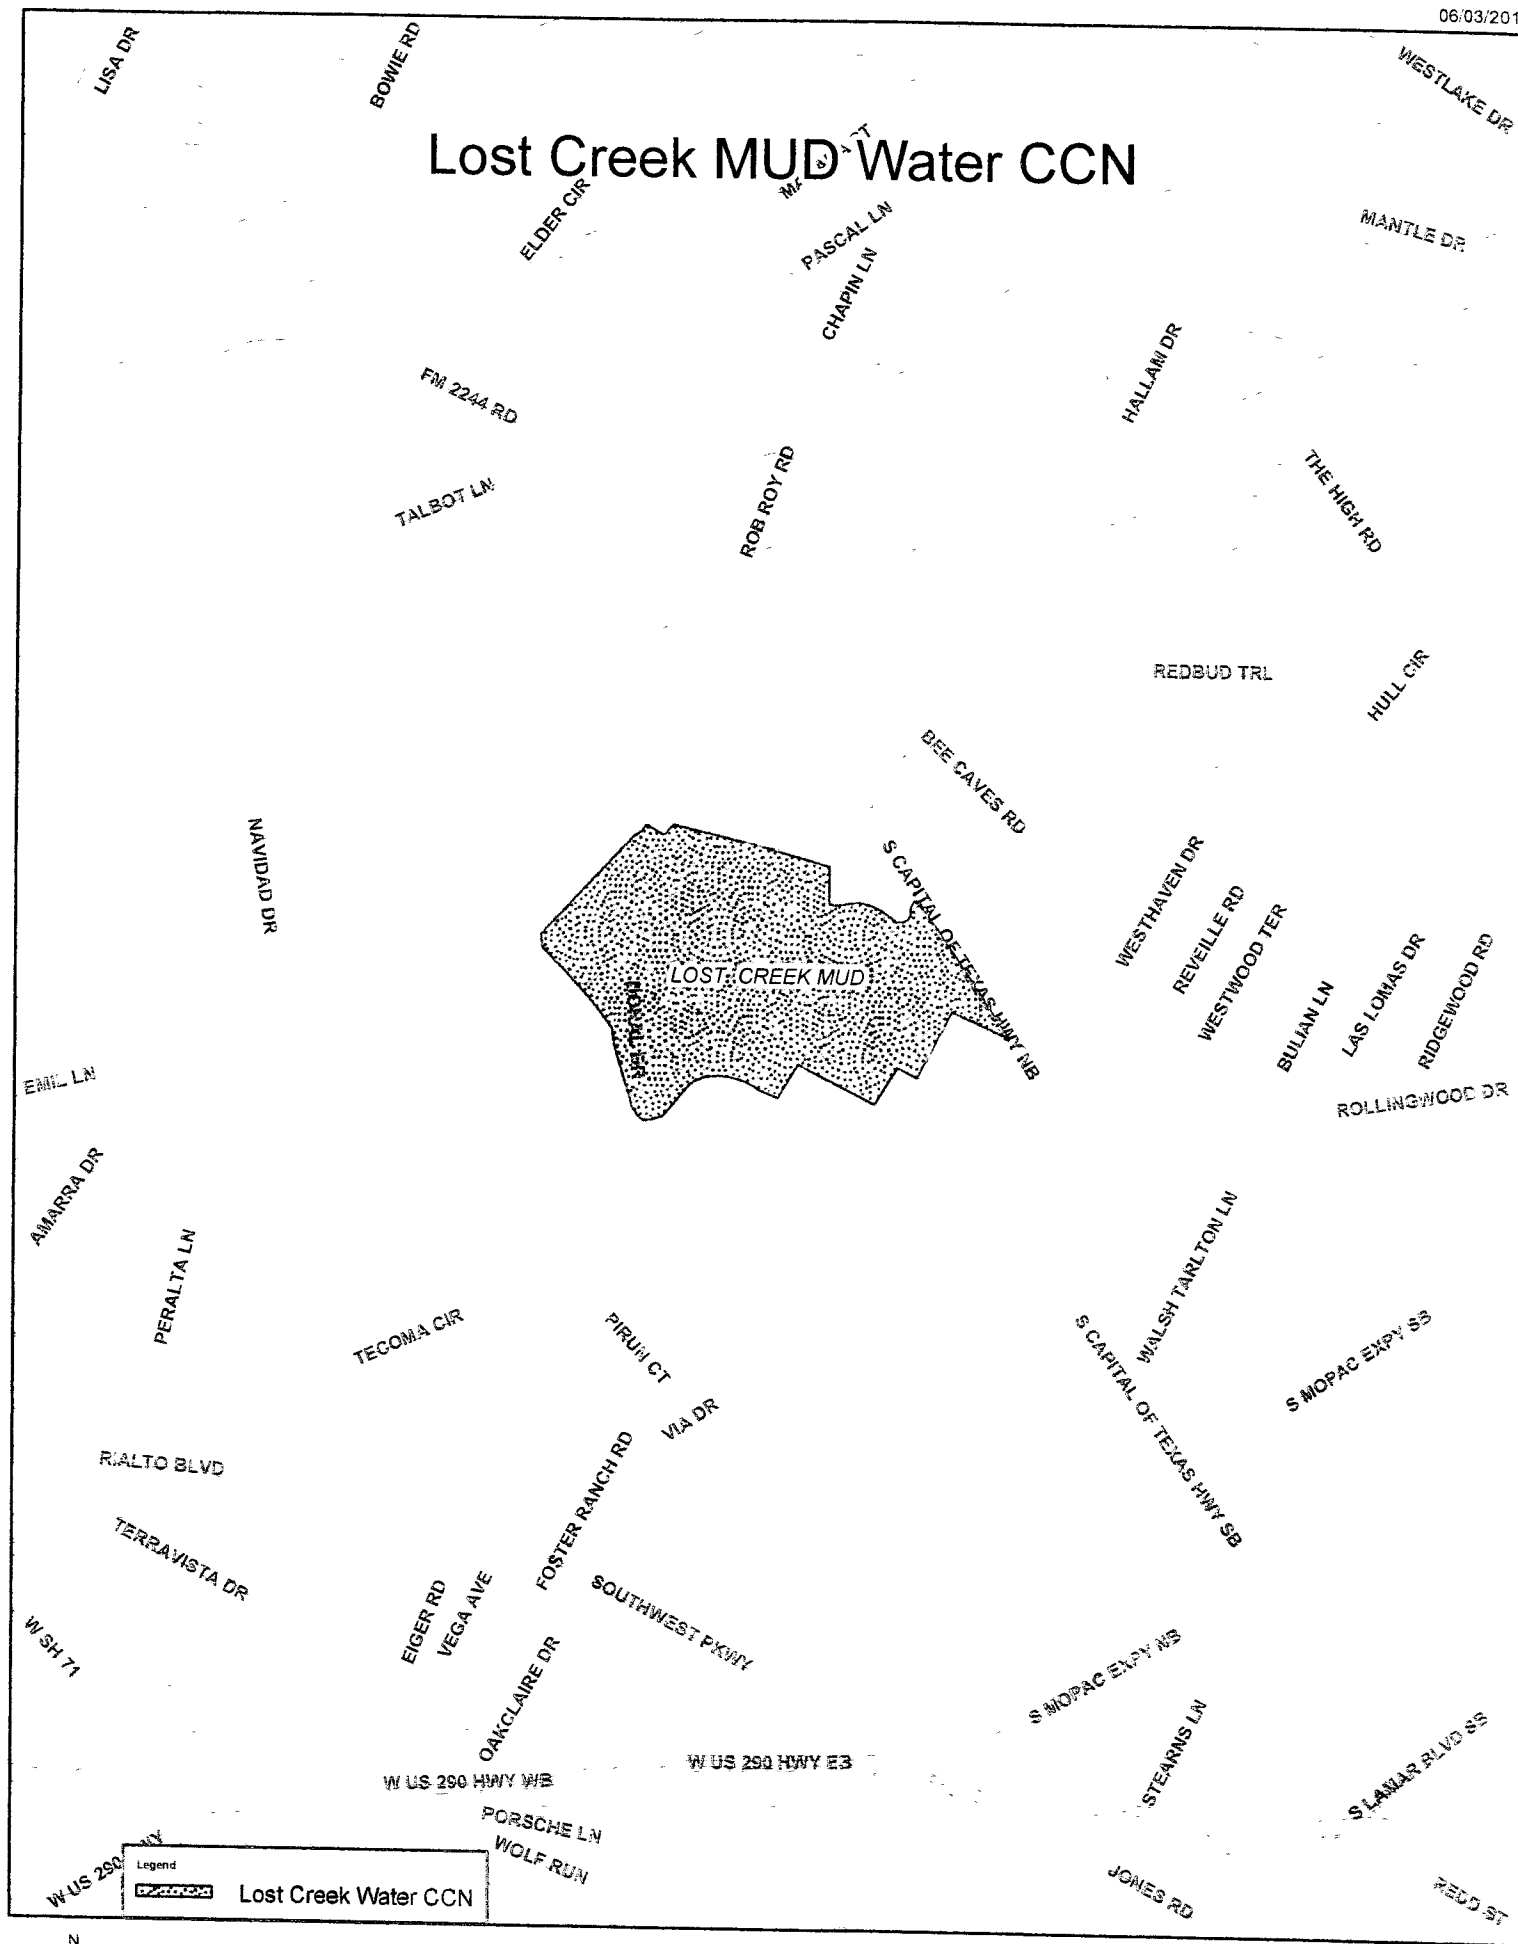 06/03/201
LISA DR
BOWIE RD
WESTLAKE DR
Lost Creek MUD Water CCN
ELDER CIR
PASCAL LN
MANTLE DR
CHAPIN LN
HALLAM DR
FM 2244 RD
TALBOT LN
ROB ROY RD
THE HIGH RD
REDBUD TRL
HULL CIR
BEE CAVES RD
NAVIDAD DR
S CAPITAL OF TEXAS HWY NB
WESTHAVEN DR
REVEILLE RD
WESTWOOD TER
LOST CREEK MUD
BULIAN LN
LAS LOMAS DR
RIDGEWOOD RD
EMIL LN
ROLLINGWOOD DR
AMARRA DR
PERALTA LN
TECOMA CIR
PIRUN CT
WALSH TARLTON LN
S CAPITAL OF TEXAS HWY SB
S MOPAC EXPY SB
VIA DR
RIALTO BLVD
FOSTER RANCH RD
TERRAVISTA DR
EIGER RD
VEGA AVE
SOUTHWEST PKWY
W SH 71
OAKCLAIRE DR
S MOPAC EXPY NB
STEARNS LN
S LAMAR BLVD SB
W US 290 HWY EB
W US 290 HWY WB
PORSCHE LN
WOLF RUN
W US 290
JONES RD
REDD ST
Legend
Lost Creek Water CCN
N